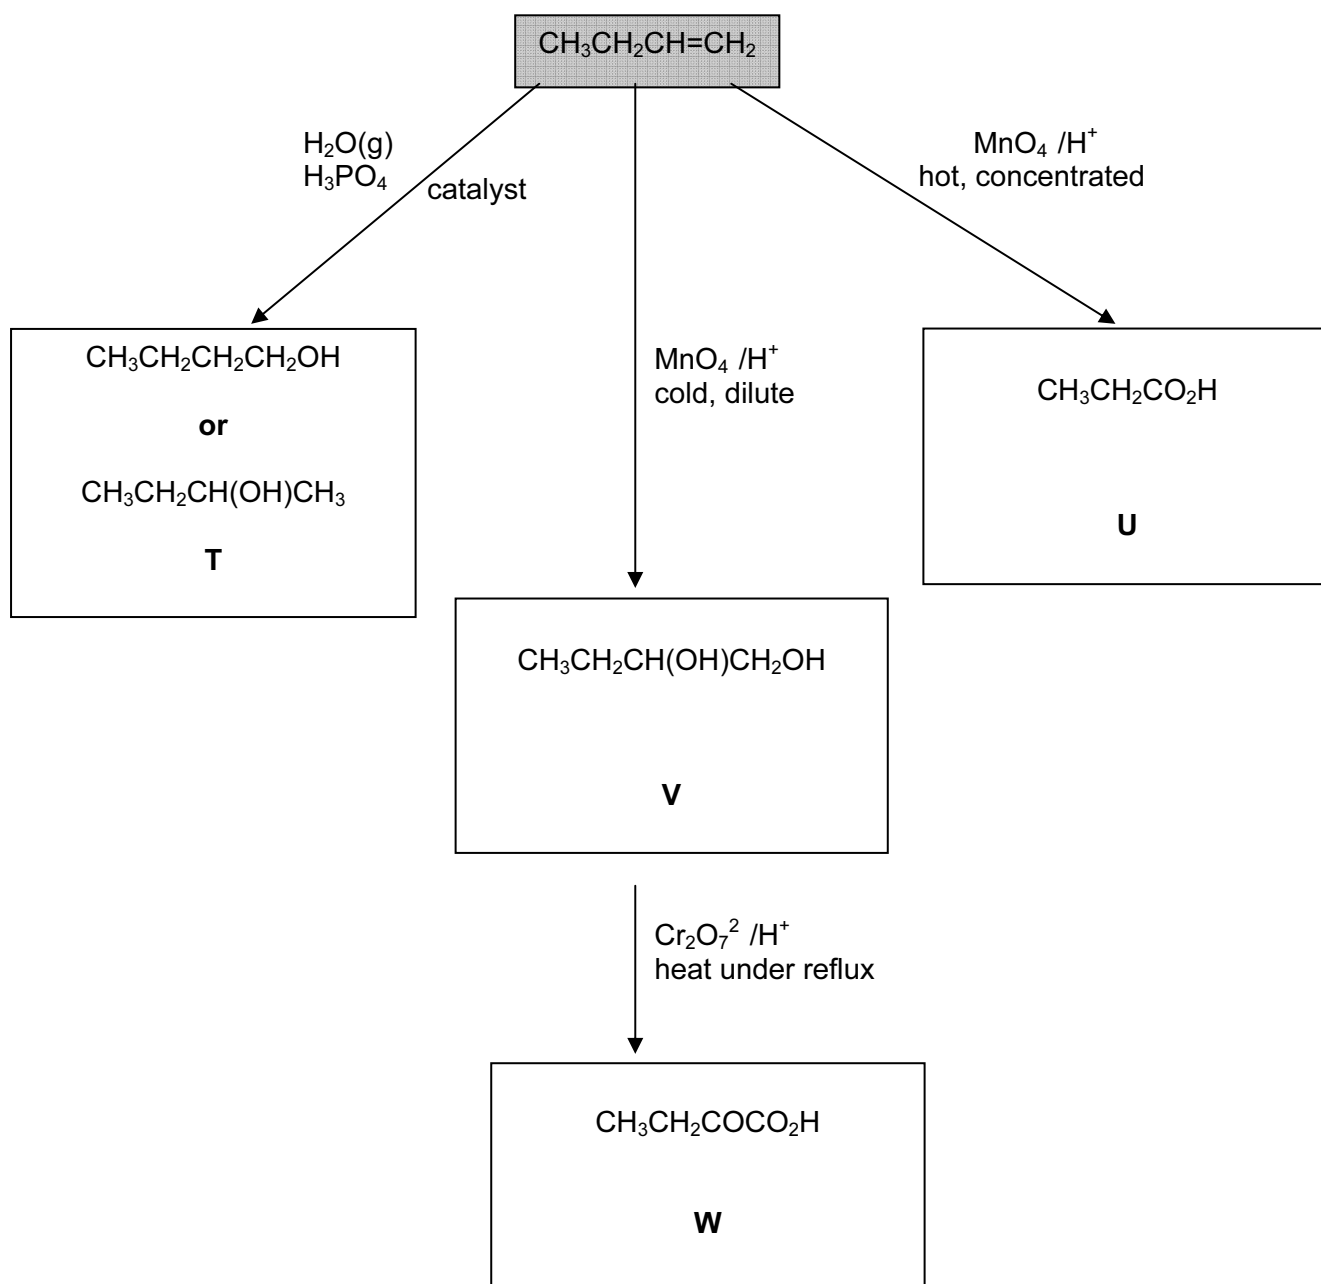 CH₃CH₂CH=CH₂
H₂O(g)
H₃PO₄
catalyst
MnO₄ /H⁺
hot, concentrated
CH₃CH₂CH₂CH₂OH
or
CH₃CH₂CH(OH)CH₃
T
MnO₄ /H⁺
cold, dilute
CH₃CH₂CO₂H
U
CH₃CH₂CH(OH)CH₂OH
V
Cr₂O₇² /H⁺
heat under reflux
CH₃CH₂COCO₂H
W